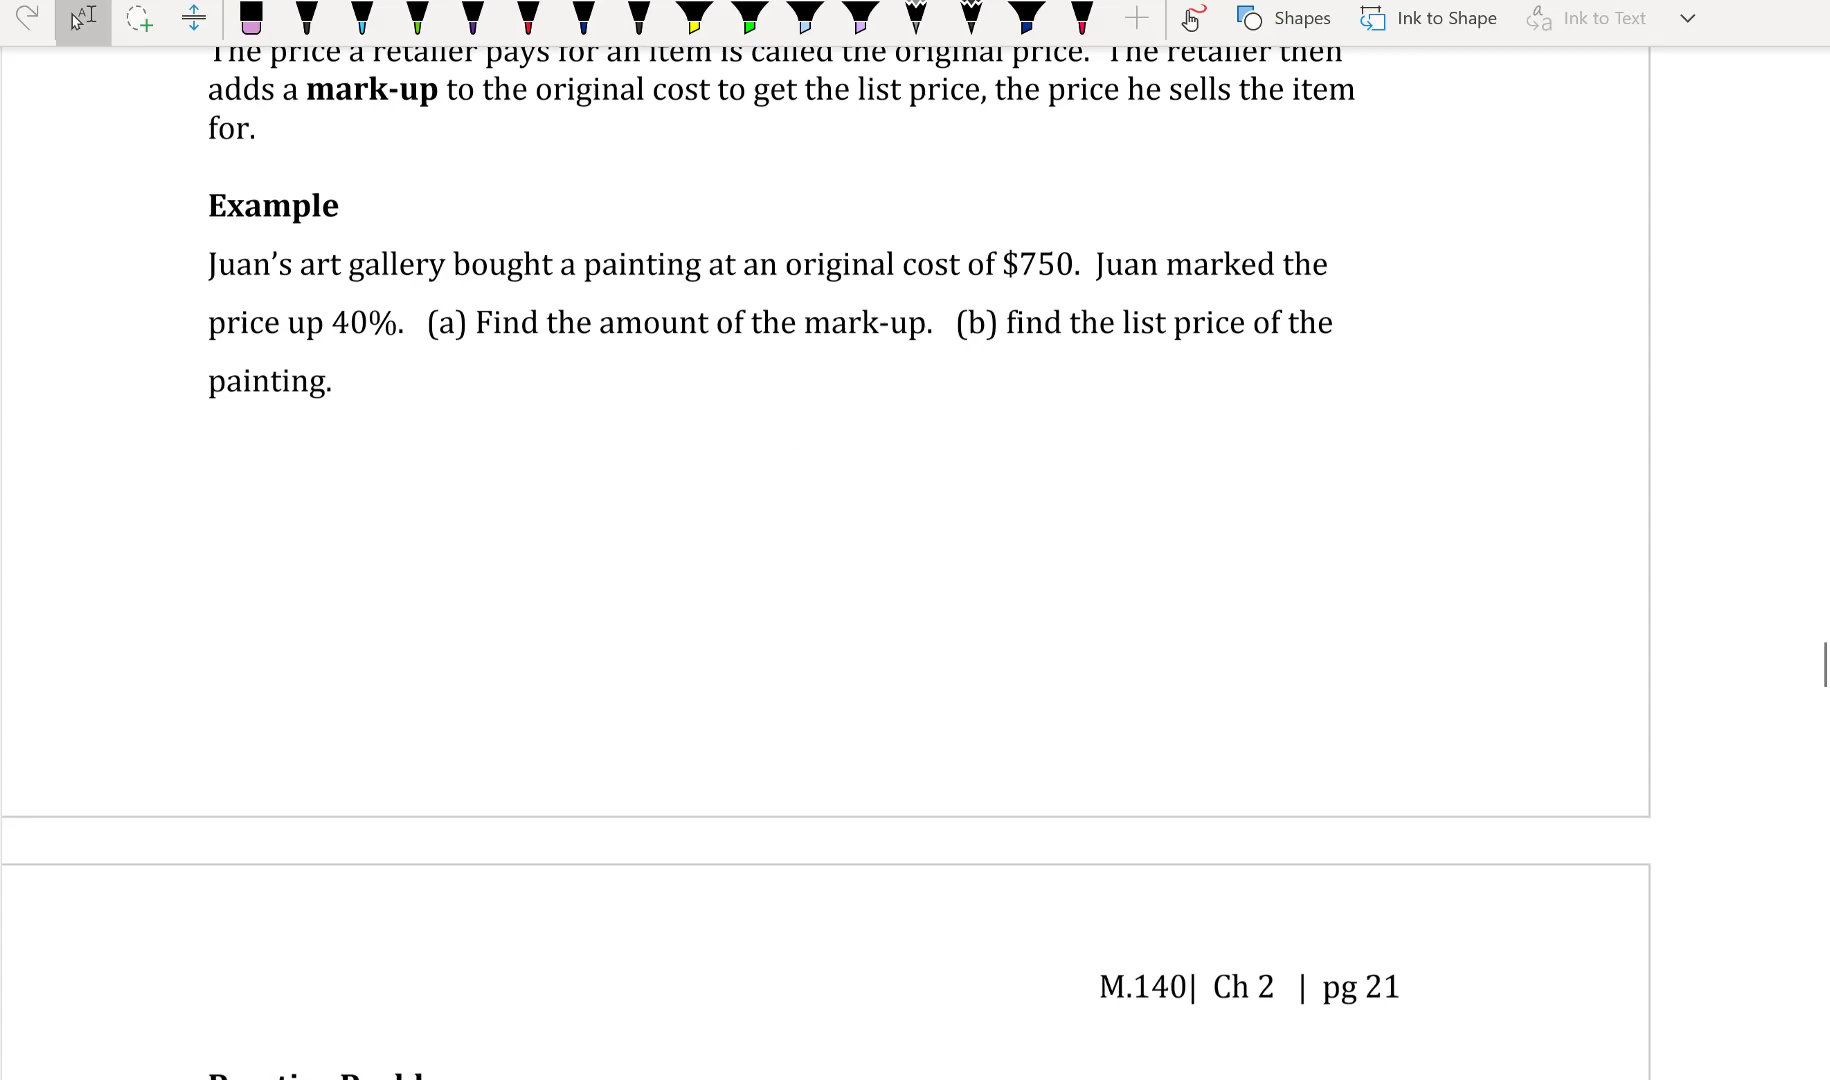 Shapes
Ink to Shape
Ink to Text
The price a retailer pays for an item is called the original price.  The retailer then
adds a mark-up to the original cost to get the list price, the price he sells the item
for.
Example
Juan’s art gallery bought a painting at an original cost of $750.  Juan marked the
price up 40%.   (a) Find the amount of the mark-up.   (b) find the list price of the
painting.
M.140|  Ch 2   |  pg 21